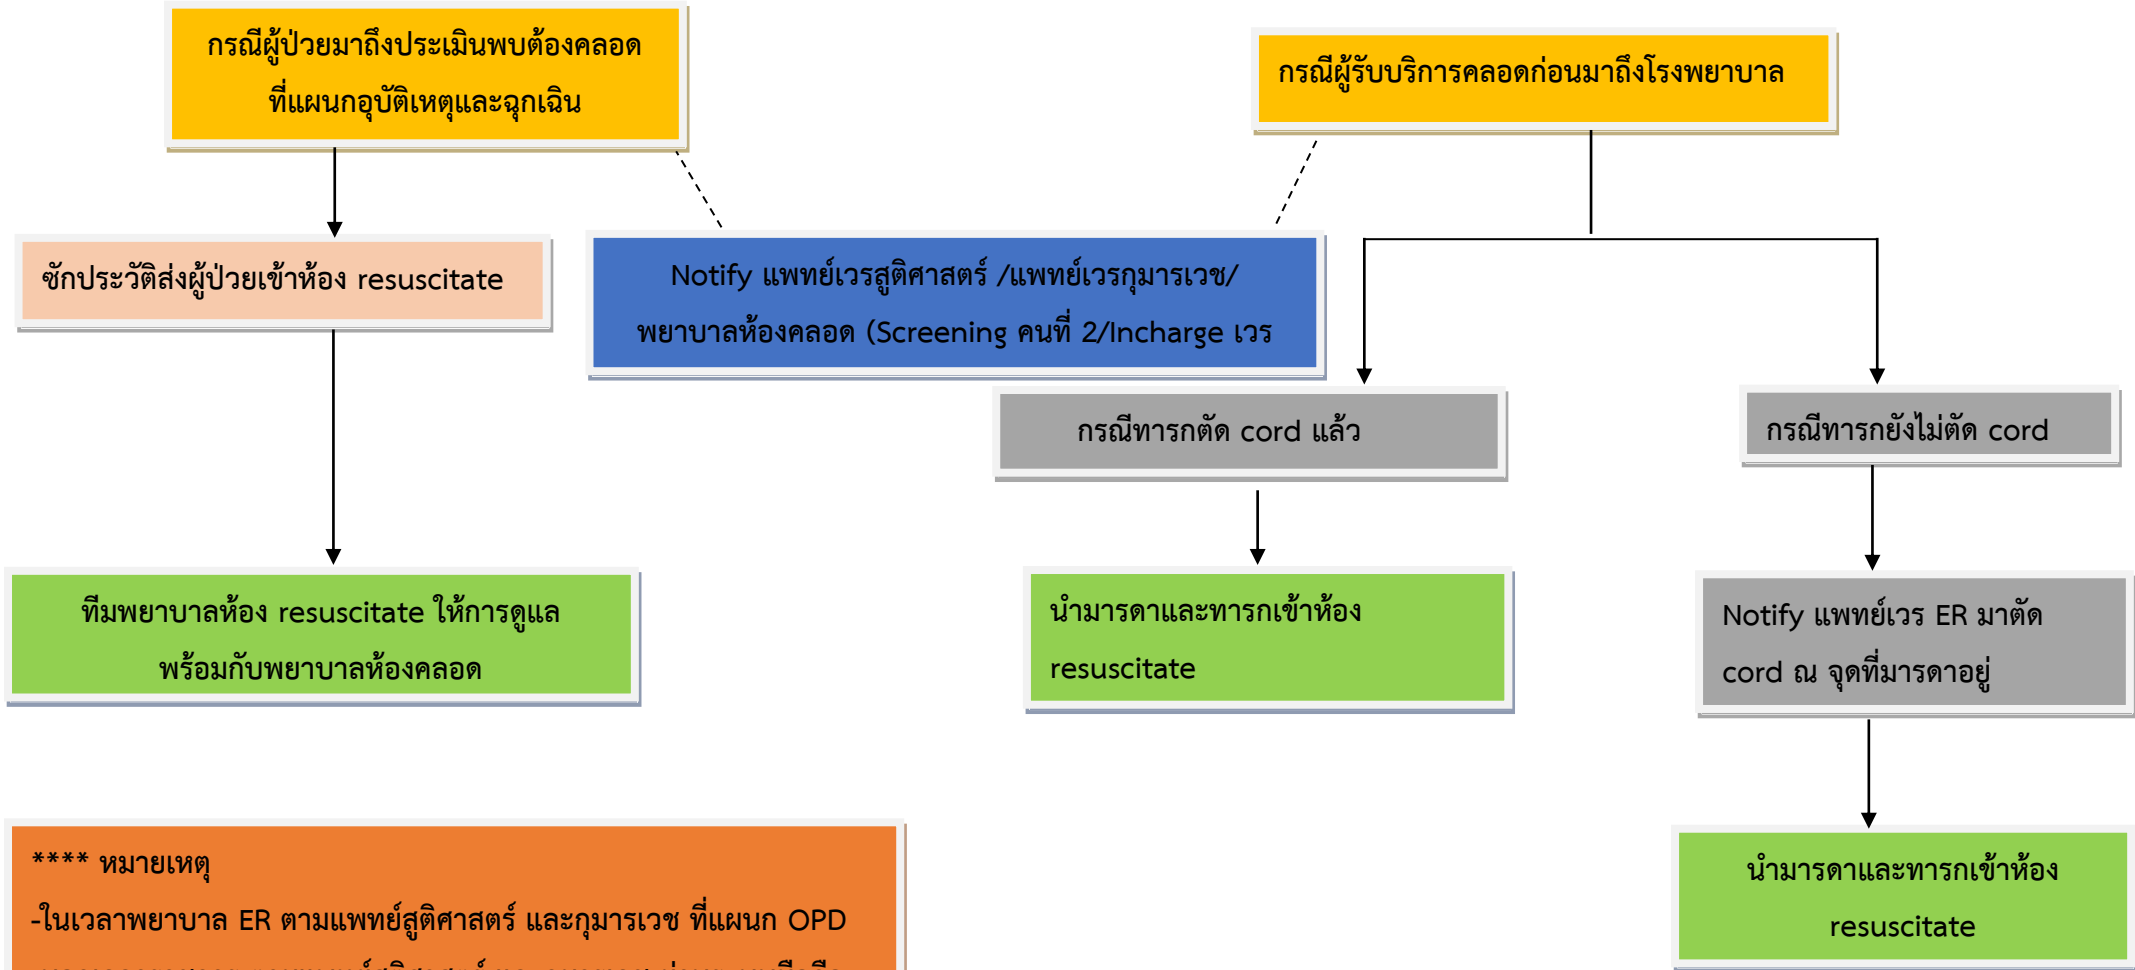 กรณีผู้ป่วยมาถึงประเมินพบต้องคลอด
ที่แผนกอุบัติเหตุและฉุกเฉิน
กรณีผู้รับบริการคลอดก่อนมาถึงโรงพยาบาล
ซักประวัติส่งผู้ป่วยเข้าห้อง resuscitate
Notify แพทย์เวรสูติศาสตร์ /แพทย์เวรกุมารเวช/
พยาบาลห้องคลอด (Screening คนที่ 2/Incharge เวร
กรณีทารกตัด cord แล้ว
กรณีทารกยังไม่ตัด cord
ทีมพยาบาลห้อง resuscitate ให้การดูแล
พร้อมกับพยาบาลห้องคลอด
นำมารดาและทารกเข้าห้อง
resuscitate
Notify แพทย์เวร ER มาตัด
cord ณ จุดที่มารดาอยู่
นำมารดาและทารกเข้าห้อง
resuscitate
**** หมายเหตุ
-ในเวลาพยาบาล ER ตามแพทย์สูติศาสตร์ และกุมารเวช ที่แผนก OPD